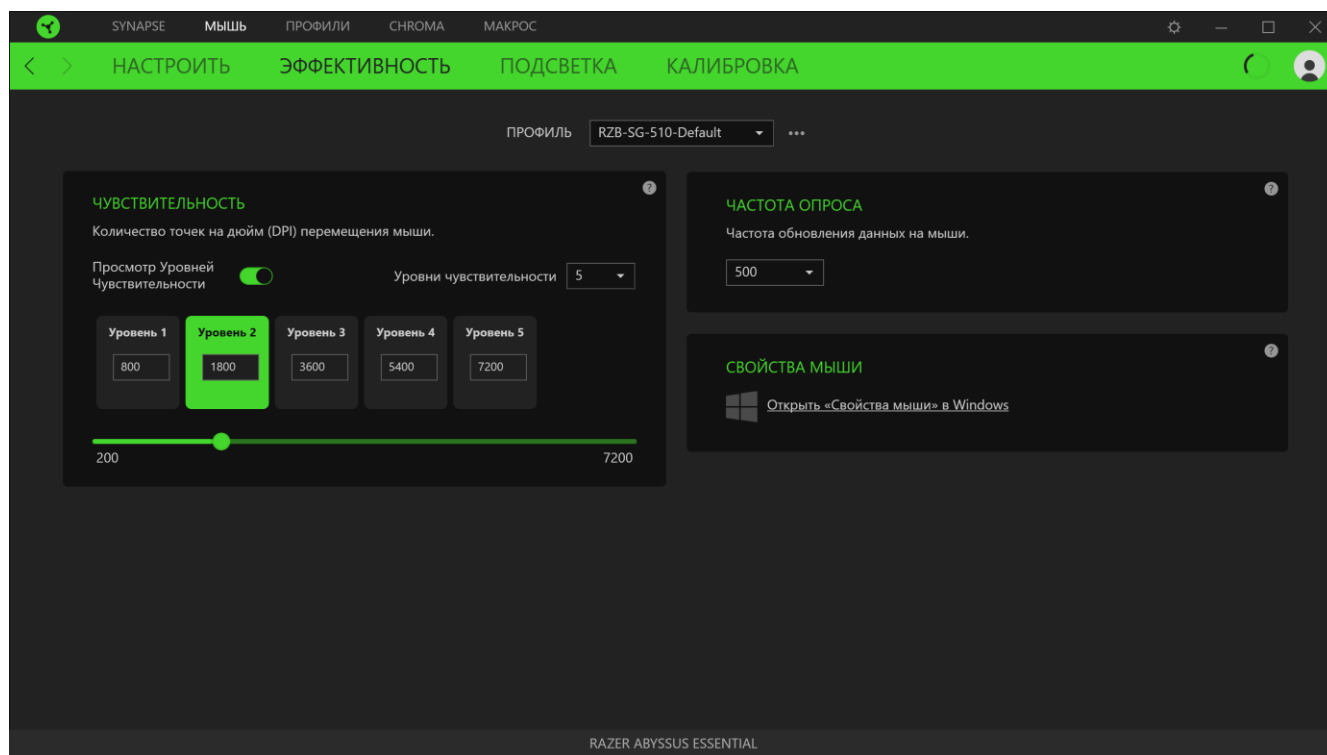 SYNAPSE МЫШЬ ПРОФИЛИ CHROMA МАКРОС
НАСТРОИТЬ ЭФФЕКТИВНОСТЬ ПОДСВЕТКА КАЛИБРОВКА
ПРОФИЛЬ RZB-SG-510-Default
ЧУВСТВИТЕЛЬНОСТЬ
Количество точек на дюйм (DPI) перемещения мыши.
Просмотр Уровней
Чувствительности
Уровни чувствительности 5
Уровень 1 Уровень 2 Уровень 3 Уровень 4 Уровень 5
800 1800 3600 5400 7200
200 7200
ЧАСТОТА ОПРОСА
Частота обновления данных на мыши.
500
СВОЙСТВА МЫШИ
Открыть «Свойства мыши» в Windows
RAZER ABYSSUS ESSENTIAL